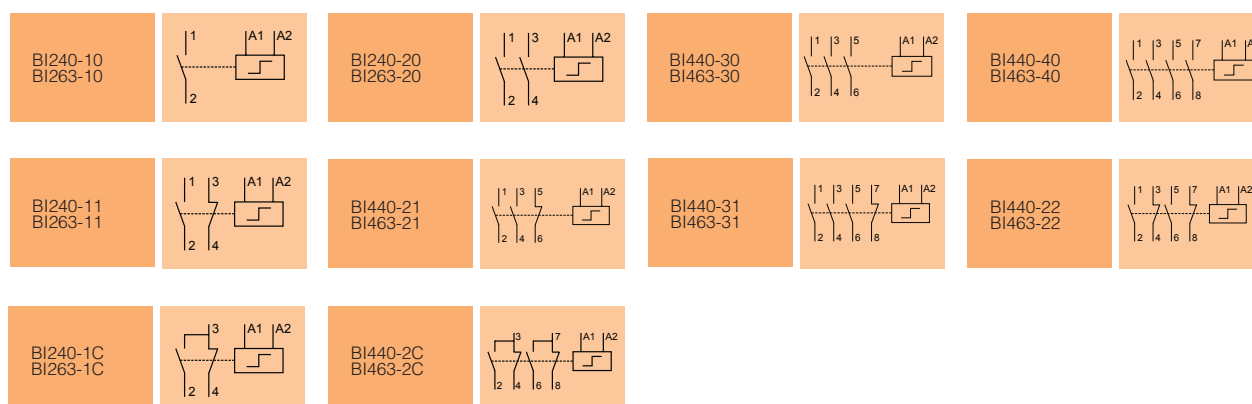 BI240-10
BI263-10
1 A1 A2
2
BI240-20
BI263-20
1 3 A1 A2
2 4
BI440-30
BI463-30
1 3 5 A1 A2
2 4 6
BI440-40
BI463-40
1 3 5 7 A1
2 4 6 8
BI240-11
BI263-11
1 3 A1 A2
2 4
BI440-21
BI463-21
1 3 5 A1 A2
2 4 6
BI440-31
BI463-31
1 3 5 7 A1 A2
2 4 6 8
BI440-22
BI463-22
1 3 5 7 A1 A2
2 4 6 8
BI240-1C
BI263-1C
3 A1 A2
2 4
BI440-2C
BI463-2C
3 7 A1 A2
2 4 6 8